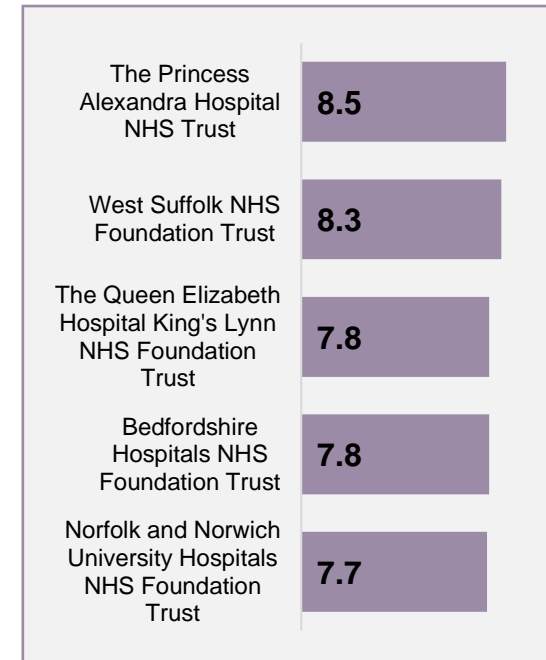 The Princess
Alexandra Hospital
NHS Trust
8.5
West Suffolk NHS
Foundation Trust
8.3
The Queen Elizabeth
Hospital King's Lynn
NHS Foundation
Trust
7.8
Bedfordshire
Hospitals NHS
Foundation Trust
7.8
Norfolk and Norwich
University Hospitals
NHS Foundation
Trust
7.7